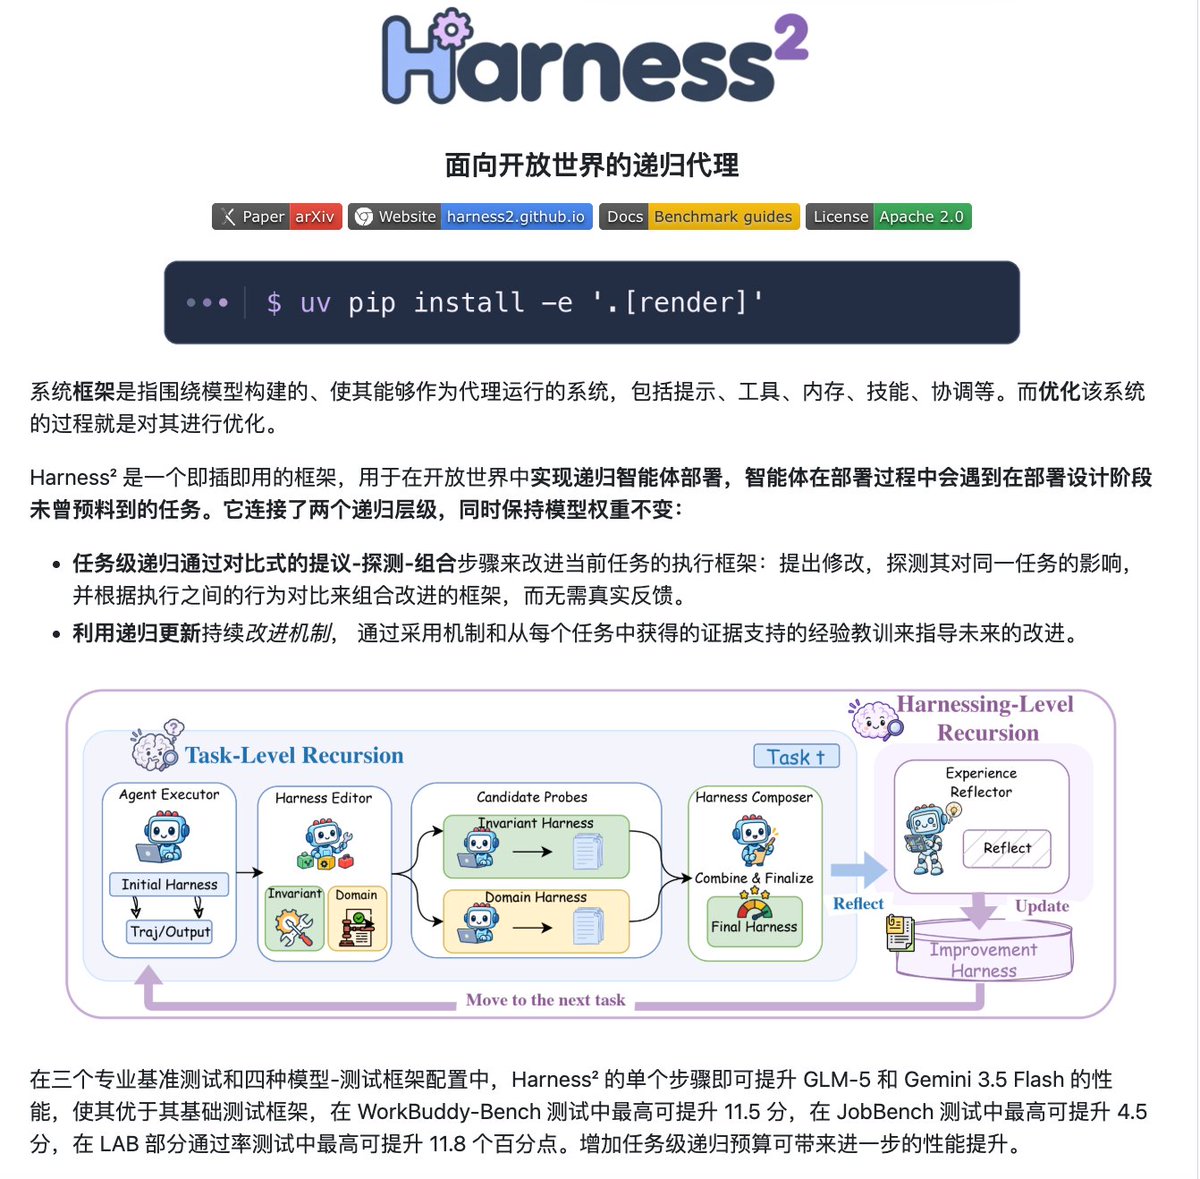 Harness²
面向开放世界的递归代理
Paper arXiv Website harness2.github.io Docs Benchmark guides License Apache 2.0
$ uv pip install -e '.[render]'
系统框架是指围绕模型构建的、使其能够作为代理运行的系统，包括提示、工具、内存、技能、协调等。而优化该系统
的过程就是对其进行优化。
Harness² 是一个即插即用的框架，用于在开放世界中实现递归智能体部署，智能体在部署过程中会遇到在部署设计阶段
未曾预料到的任务。它连接了两个递归层级，同时保持模型权重不变：
• 任务级递归通过对比式的提议-探测-组合步骤来改进当前任务的执行框架：提出修改，探测其对同一任务的影响，
并根据执行之间的行为对比来组合改进的框架，而无需真实反馈。
• 利用递归更新持续改进机制， 通过采用机制和从每个任务中获得的证据支持的经验教训来指导未来的改进。
Harnessing-Level
Recursion
Task-Level Recursion
Task t
Agent Executor
Initial Harness
Traj/Output
Harness Editor
Invariant
Domain
Candidate Probes
Invariant Harness
Domain Harness
Harness Composer
Combine & Finalize
Final Harness
Reflect
Experience
Reflector
Reflect
Update
Improvement
Harness
Move to the next task
在三个专业基准测试和四种模型-测试框架配置中，Harness² 的单个步骤即可提升 GLM-5 和 Gemini 3.5 Flash 的性
能，使其优于其基础测试框架，在 WorkBuddy-Bench 测试中最高可提升 11.5 分，在 JobBench 测试中最高可提升 4.5
分，在 LAB 部分通过率测试中最高可提升 11.8 个百分点。增加任务级递归预算可带来进一步的性能提升。